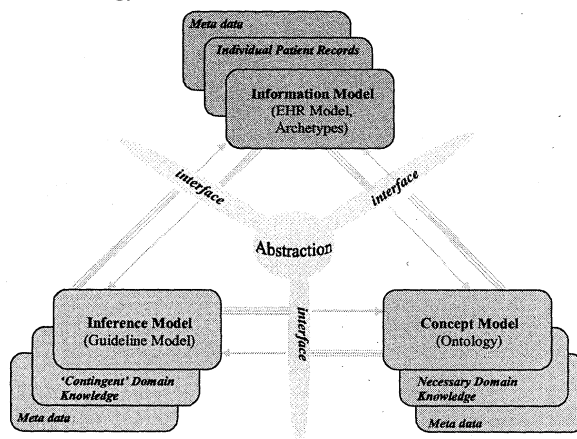 Meta data
Individual Patient Records
Information Model
(EHR Model,
Archetypes)
interface
interface
Abstraction
interface
Inference Model
(Guideline Model)
'Contingent' Domain
Knowledge
Meta data
Concept Model
(Ontology)
Necessary Domain
Knowledge
Meta data